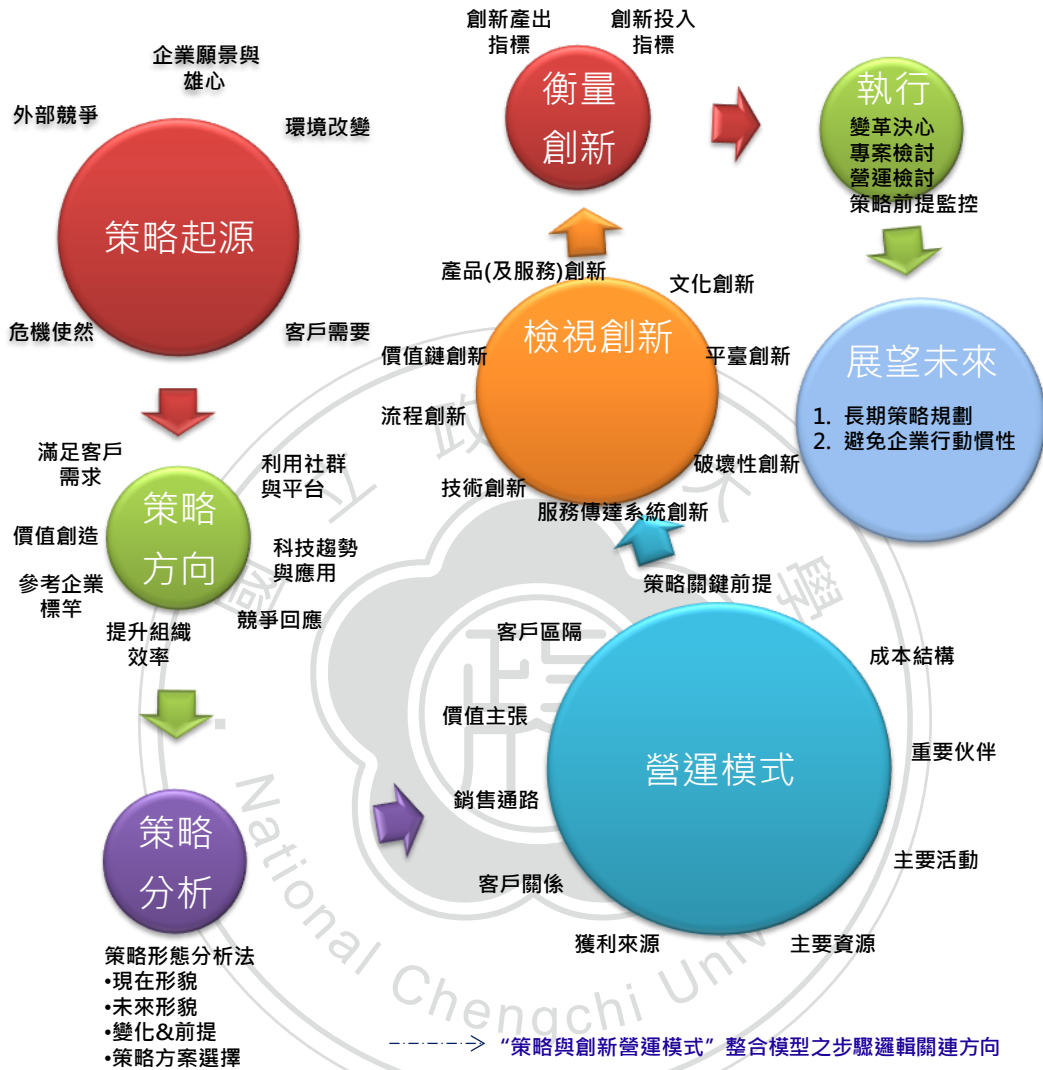 企業願景與
雄心
外部競爭
環境改變
策略起源
危機使然
客戶需要
滿足客戶
需求
利用社群
與平台
價值創造
策略
方向
科技趨勢
與應用
參考企業
標竿
競爭回應
提升組織
效率
策略
分析
策略形態分析法
•現在形貌
•未來形貌
•變化&前提
•策略方案選擇
策略關鍵前提
客戶區隔
成本結構
價值主張
營運模式
重要伙伴
銷售通路
主要活動
客戶關係
獲利來源
主要資源
產品(及服務)創新
文化創新
檢視創新
價值鏈創新
平臺創新
流程創新
破壞性創新
技術創新
服務傳達系統創新
創新產出
指標
創新投入
指標
衡量
創新
執行
變革決心
專案檢討
營運檢討
策略前提監控
展望未來
1. 長期策略規劃
2. 避免企業行動慣性
“策略與創新營運模式”整合模型之步驟邏輯關連方向
國立政大學
National Chengchi Univ